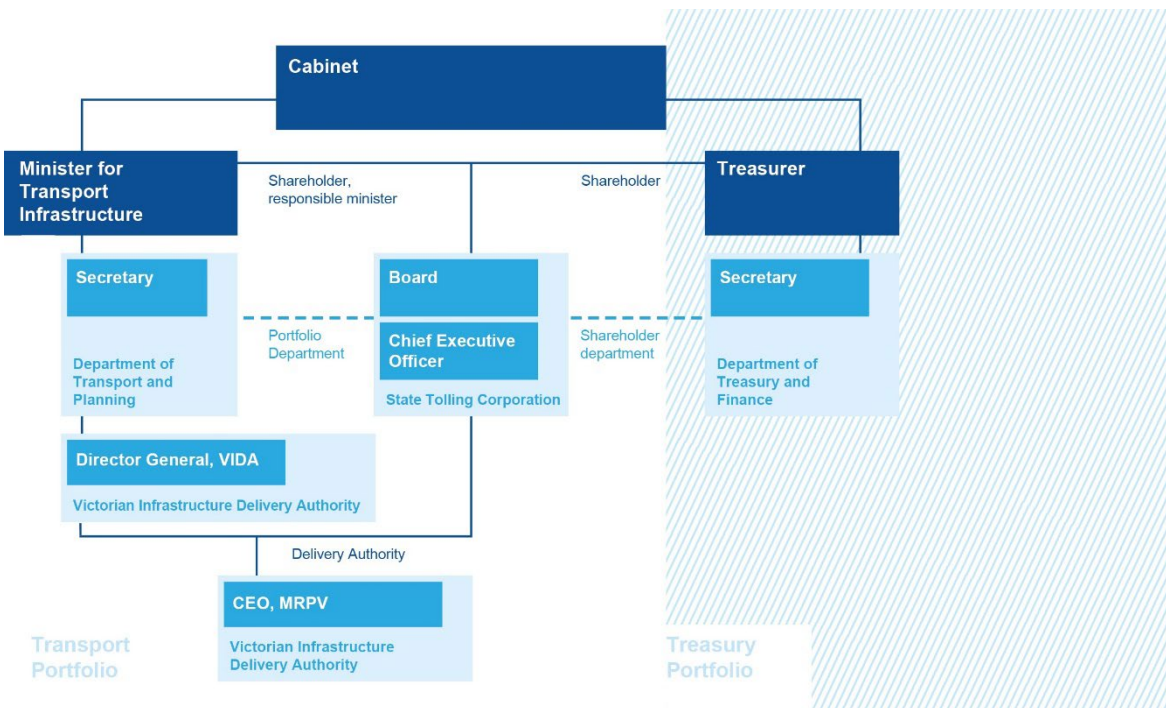 Cabinet
Minister for
Transport
Infrastructure
Shareholder,
responsible minister
Shareholder
Treasurer
Secretary
Department of
Transport and
Planning
Portfolio
Department
Board
Chief Executive
Officer
State Tolling Corporation
Shareholder
department
Secretary
Department of
Treasury and
Finance
Director General, VIDA
Victorian Infrastructure Delivery Authority
Delivery Authority
CEO, MRPV
Victorian Infrastructure
Delivery Authority
Transport
Portfolio
Treasury
Portfolio